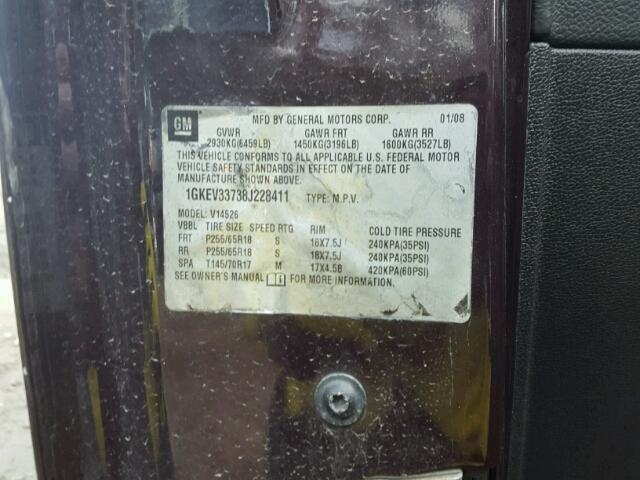 GM
MFD BY GENERAL MOTORS CORP. 01/08
GVWR GAWR FRT GAWR RR
2930KG(6459LB) 1450KG(3196LB) 1600KG(3527LB)
THIS VEHICLE CONFORMS TO ALL APPLICABLE U.S. FEDERAL MOTOR
VEHICLE SAFETY STANDARDS IN EFFECT ON THE DATE OF
MANUFACTURE SHOWN ABOVE.
1GKEV33738J228411 TYPE: M.P.V.
MODEL: V14526
VBBL TIRE SIZE SPEED RTG RIM COLD TIRE PRESSURE
FRT P255/65R18 S 18X7.5J 240KPA(35PSI)
RR P255/65R18 S 18X7.5J 240KPA(35PSI)
SPA T145/70R17 M 17X4.5B 420KPA(60PSI)
SEE OWNER'S MANUAL FOR MORE INFORMATION.